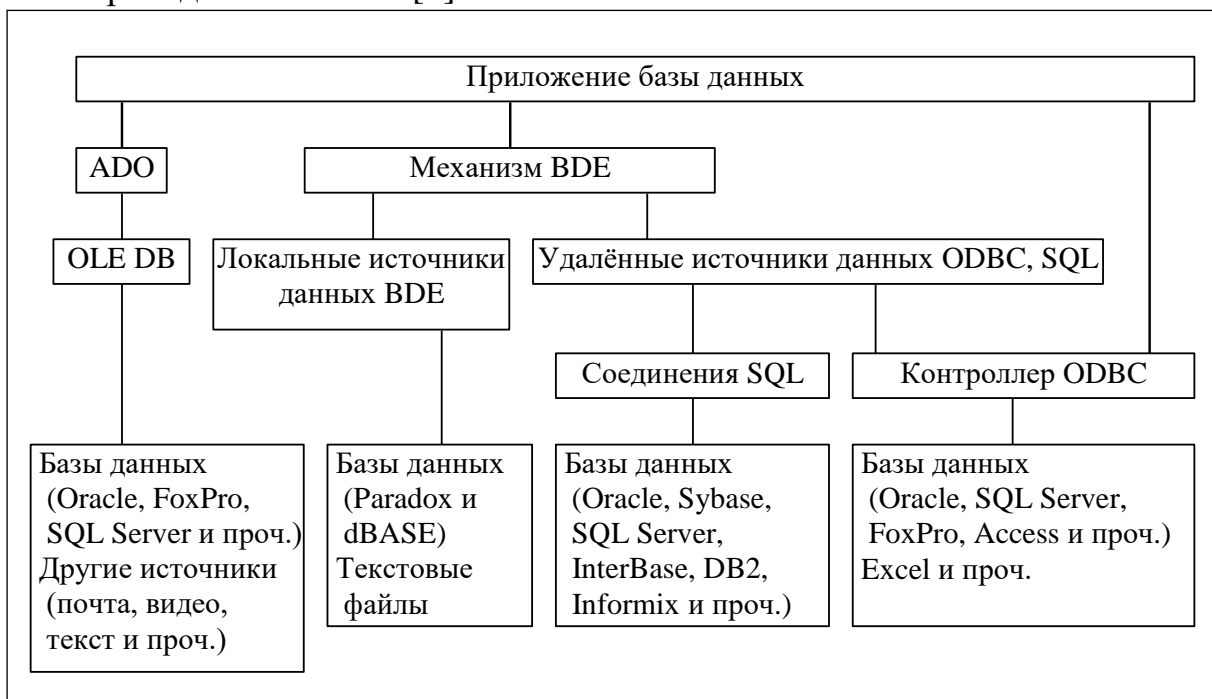 Приложение базы данных
ADO
Механизм BDE
OLE DB
Локальные источники
данных BDE
Удалённые источники данных ODBC, SQL
Соединения SQL
Контроллер ODBC
Базы данных
(Oracle, FoxPro,
SQL Server и проч.)
Другие источники
(почта, видео,
текст и проч.)
Базы данных
(Paradox и
dBASE)
Текстовые
файлы
Базы данных
(Oracle, Sybase,
SQL Server,
InterBase, DB2,
Informix и проч.)
Базы данных
(Oracle, SQL Server,
FoxPro, Access и проч.)
Excel и проч.